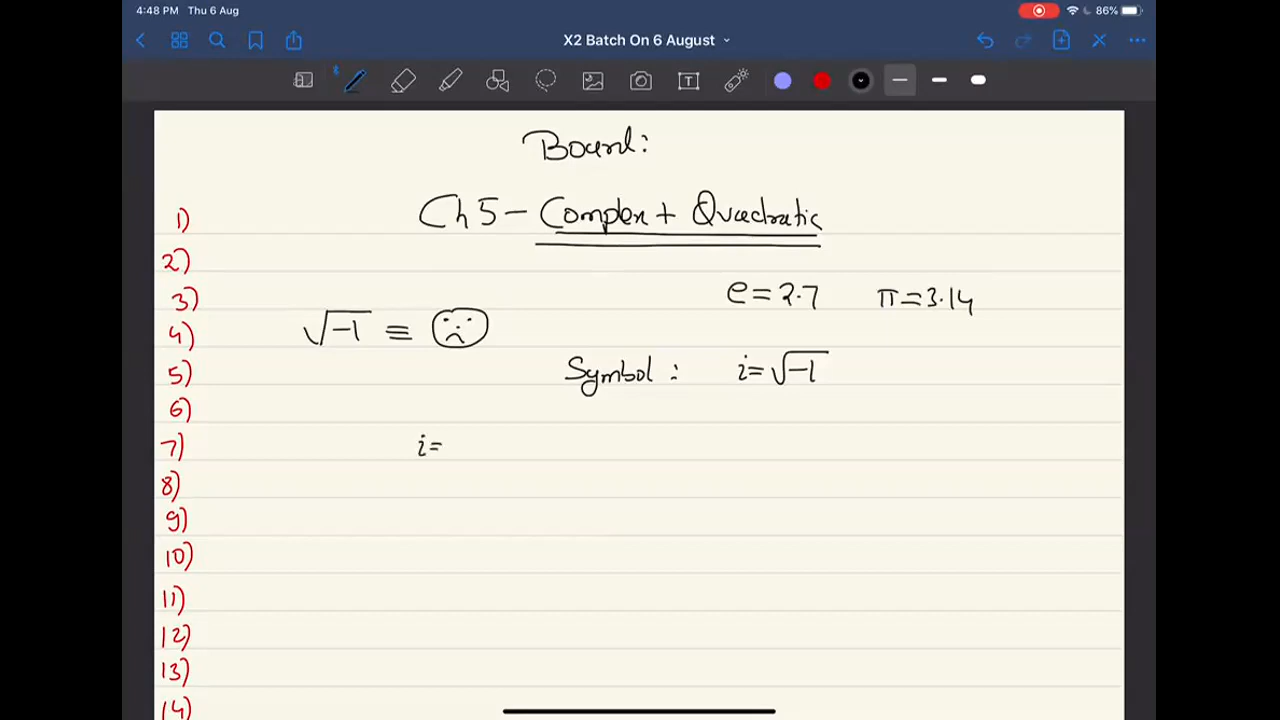 4:48 PM Thu 6 Aug 86%
X2 Batch On 6 August
T
Board:
Ch 5 - Complex + Quadratic
1)
2)
3) e = 2.7 π = 3.14
4) √-1 ≡
5) Symbol : i = √-1
6)
7) i =
8)
9)
10)
11)
12)
13)
14)